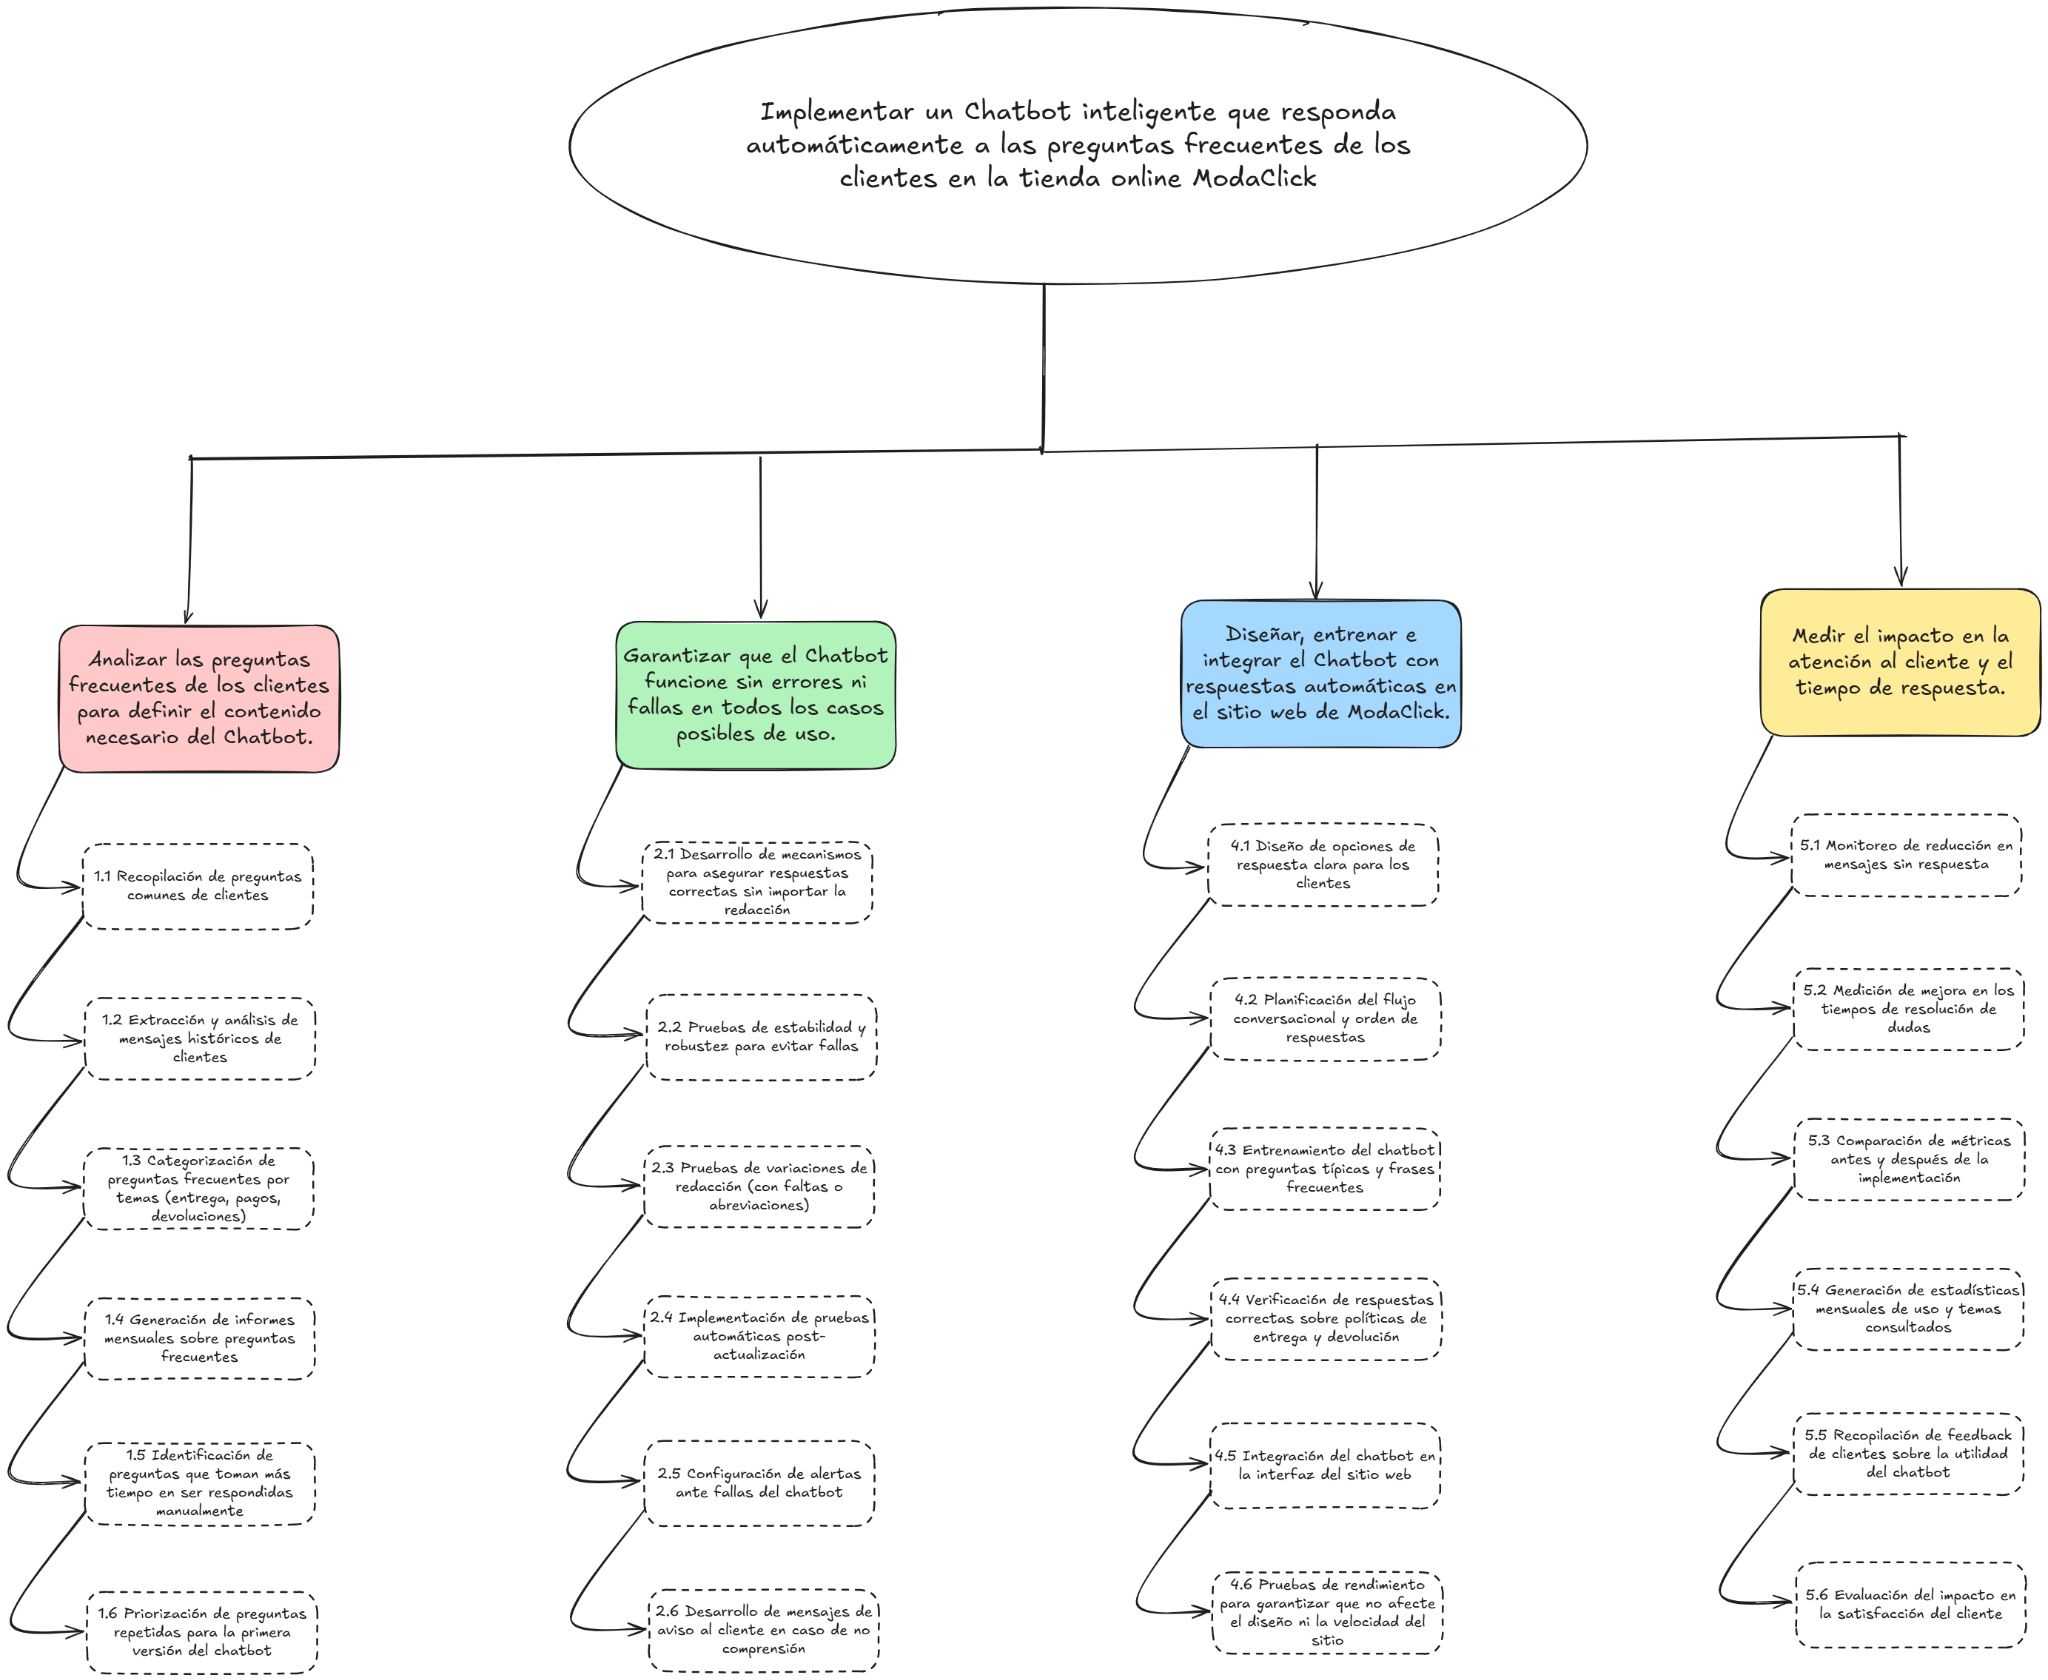 Implementar un Chatbot inteligente que responda
automáticamente a las preguntas frecuentes de los
clientes en la tienda online ModaClick
Analizar las preguntas
frecuentes de los clientes
para definir el contenido
necesario del Chatbot.
1.1 Recopilación de preguntas
comunes de clientes
1.2 Extracción y análisis de
mensajes históricos de
clientes
1.3 Categorización de
preguntas frecuentes por
temas (entrega, pagos,
devoluciones)
1.4 Generación de informes
mensuales sobre preguntas
frecuentes
1.5 Identificación de
preguntas que toman más
tiempo en ser respondidas
manualmente
1.6 Priorización de preguntas
repetidas para la primera
versión del chatbot
Garantizar que el Chatbot
funcione sin errores ni
fallas en todos los casos
posibles de uso.
2.1 Desarrollo de mecanismos
para asegurar respuestas
correctas sin importar la
redacción
2.2 Pruebas de estabilidad y
robustez para evitar fallas
2.3 Pruebas de variaciones de
redacción (con faltas o
abreviaciones)
2.4 Implementación de pruebas
automáticas post-
actualización
2.5 Configuración de alertas
ante fallas del chatbot
2.6 Desarrollo de mensajes de
aviso al cliente en caso de no
comprensión
Diseñar, entrenar e
integrar el Chatbot con
respuestas automáticas en
el sitio web de ModaClick.
4.1 Diseño de opciones de
respuesta clara para los
clientes
4.2 Planificación del flujo
conversacional y orden de
respuestas
4.3 Entrenamiento del chatbot
con preguntas típicas y frases
frecuentes
4.4 Verificación de respuestas
correctas sobre políticas de
entrega y devolución
4.5 Integración del chatbot en
la interfaz del sitio web
4.6 Pruebas de rendimiento
para garantizar que no afecte
el diseño ni la velocidad del
sitio
Medir el impacto en la
atención al cliente y el
tiempo de respuesta.
5.1 Monitoreo de reducción en
mensajes sin respuesta
5.2 Medición de mejora en los
tiempos de resolución de
dudas
5.3 Comparación de métricas
antes y después de la
implementación
5.4 Generación de estadísticas
mensuales de uso y temas
consultados
5.5 Recopilación de feedback
de clientes sobre la utilidad
del chatbot
5.6 Evaluación del impacto en
la satisfacción del cliente